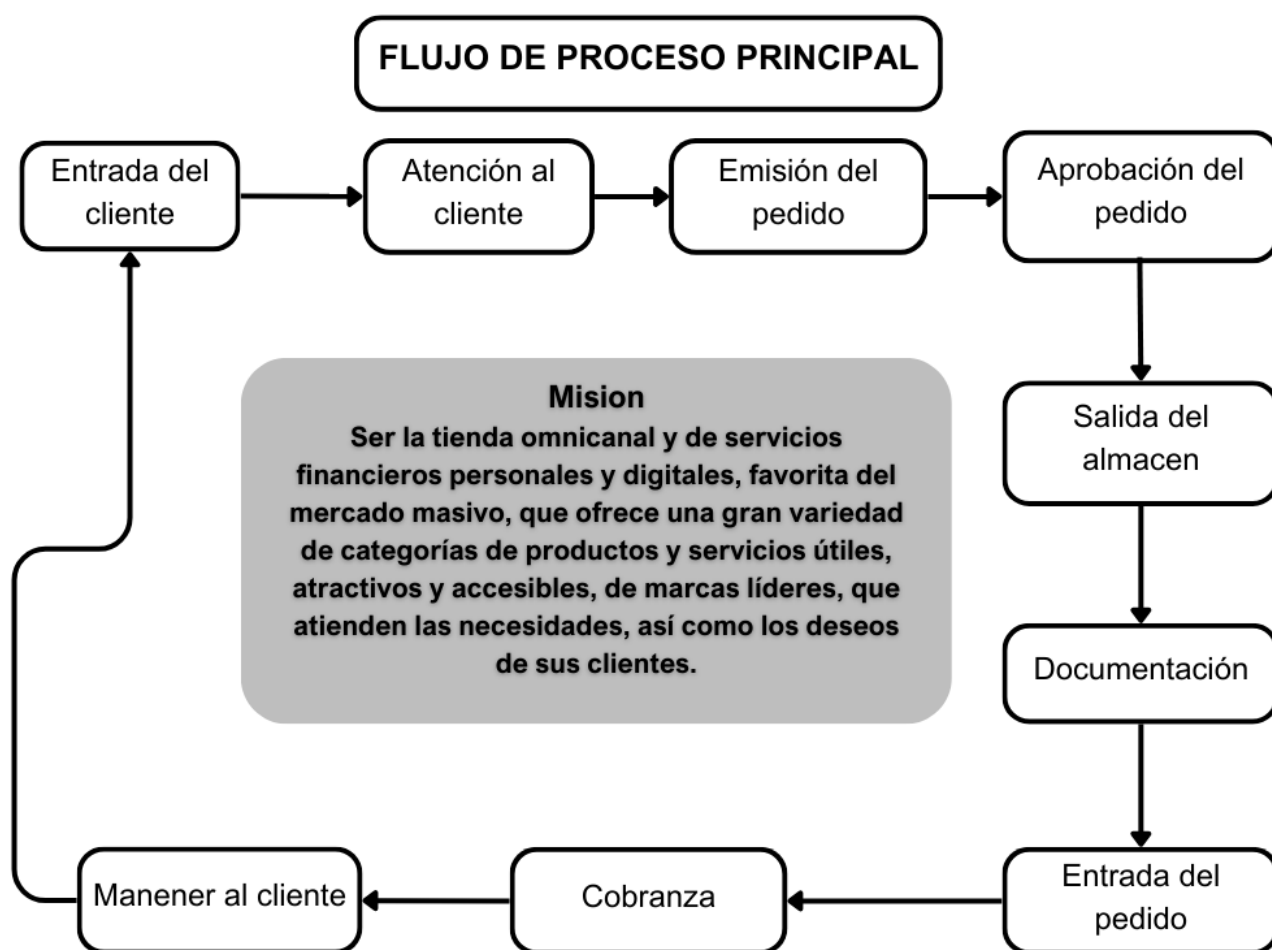 FLUJO DE PROCESO PRINCIPAL
Entrada del
cliente
Atención al
cliente
Emisión del
pedido
Aprobación del
pedido
Salida del
almacen
Documentación
Entrada del
pedido
Cobranza
Manener al cliente
Mision
Ser la tienda omnicanal y de servicios
financieros personales y digitales, favorita del
mercado masivo, que ofrece una gran variedad
de categorías de productos y servicios útiles,
atractivos y accesibles, de marcas líderes, que
atienden las necesidades, así como los deseos
de sus clientes.